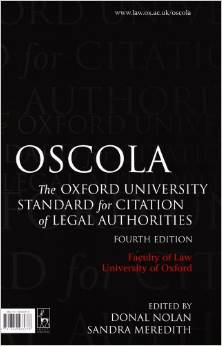 www.law.ox.ac.uk/oscola
OSCOLA
The OXFORD UNIVERSITY
STANDARD for CITATION
of LEGAL AUTHORITIES
FOURTH EDITION
Faculty of Law
University of Oxford
EDITED BY
DONAL NOLAN
SANDRA MEREDITH